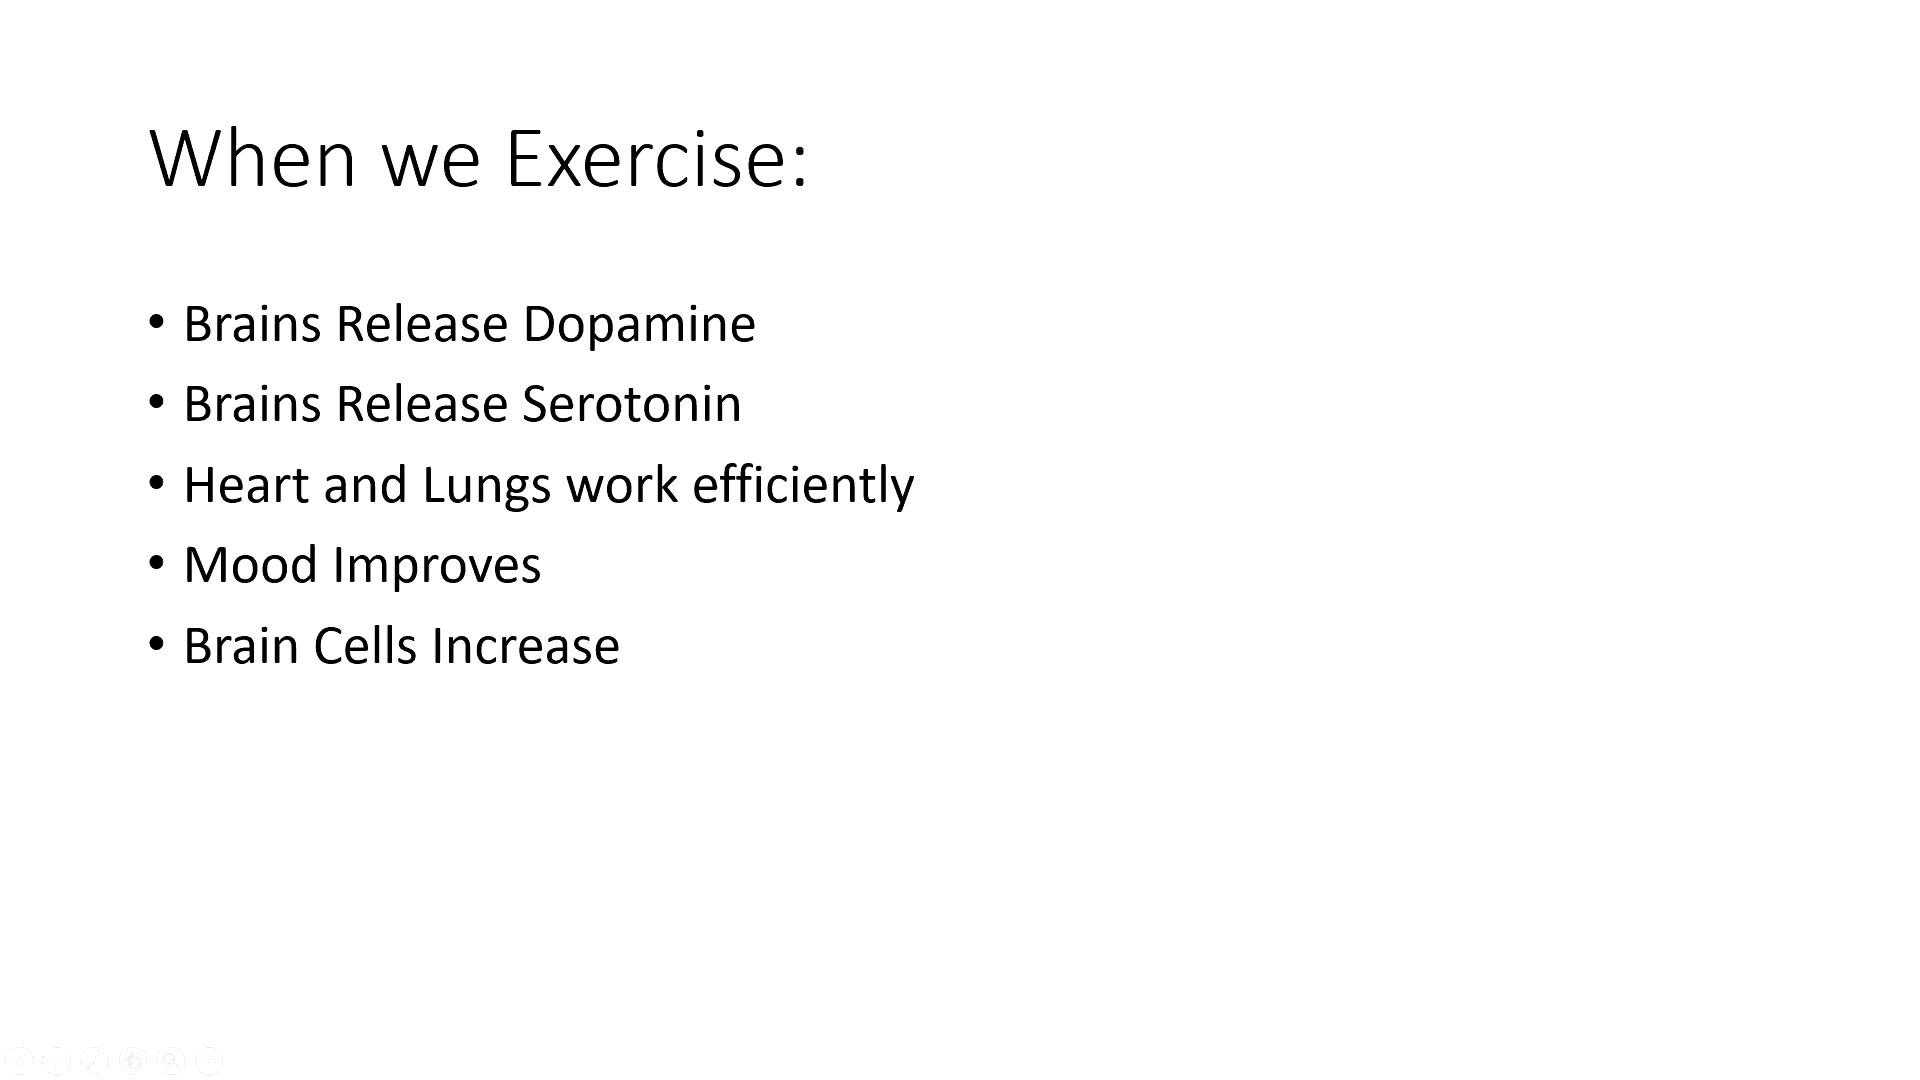 When we Exercise:
• Brains Release Dopamine
• Brains Release Serotonin
• Heart and Lungs work efficiently
• Mood Improves
• Brain Cells Increase